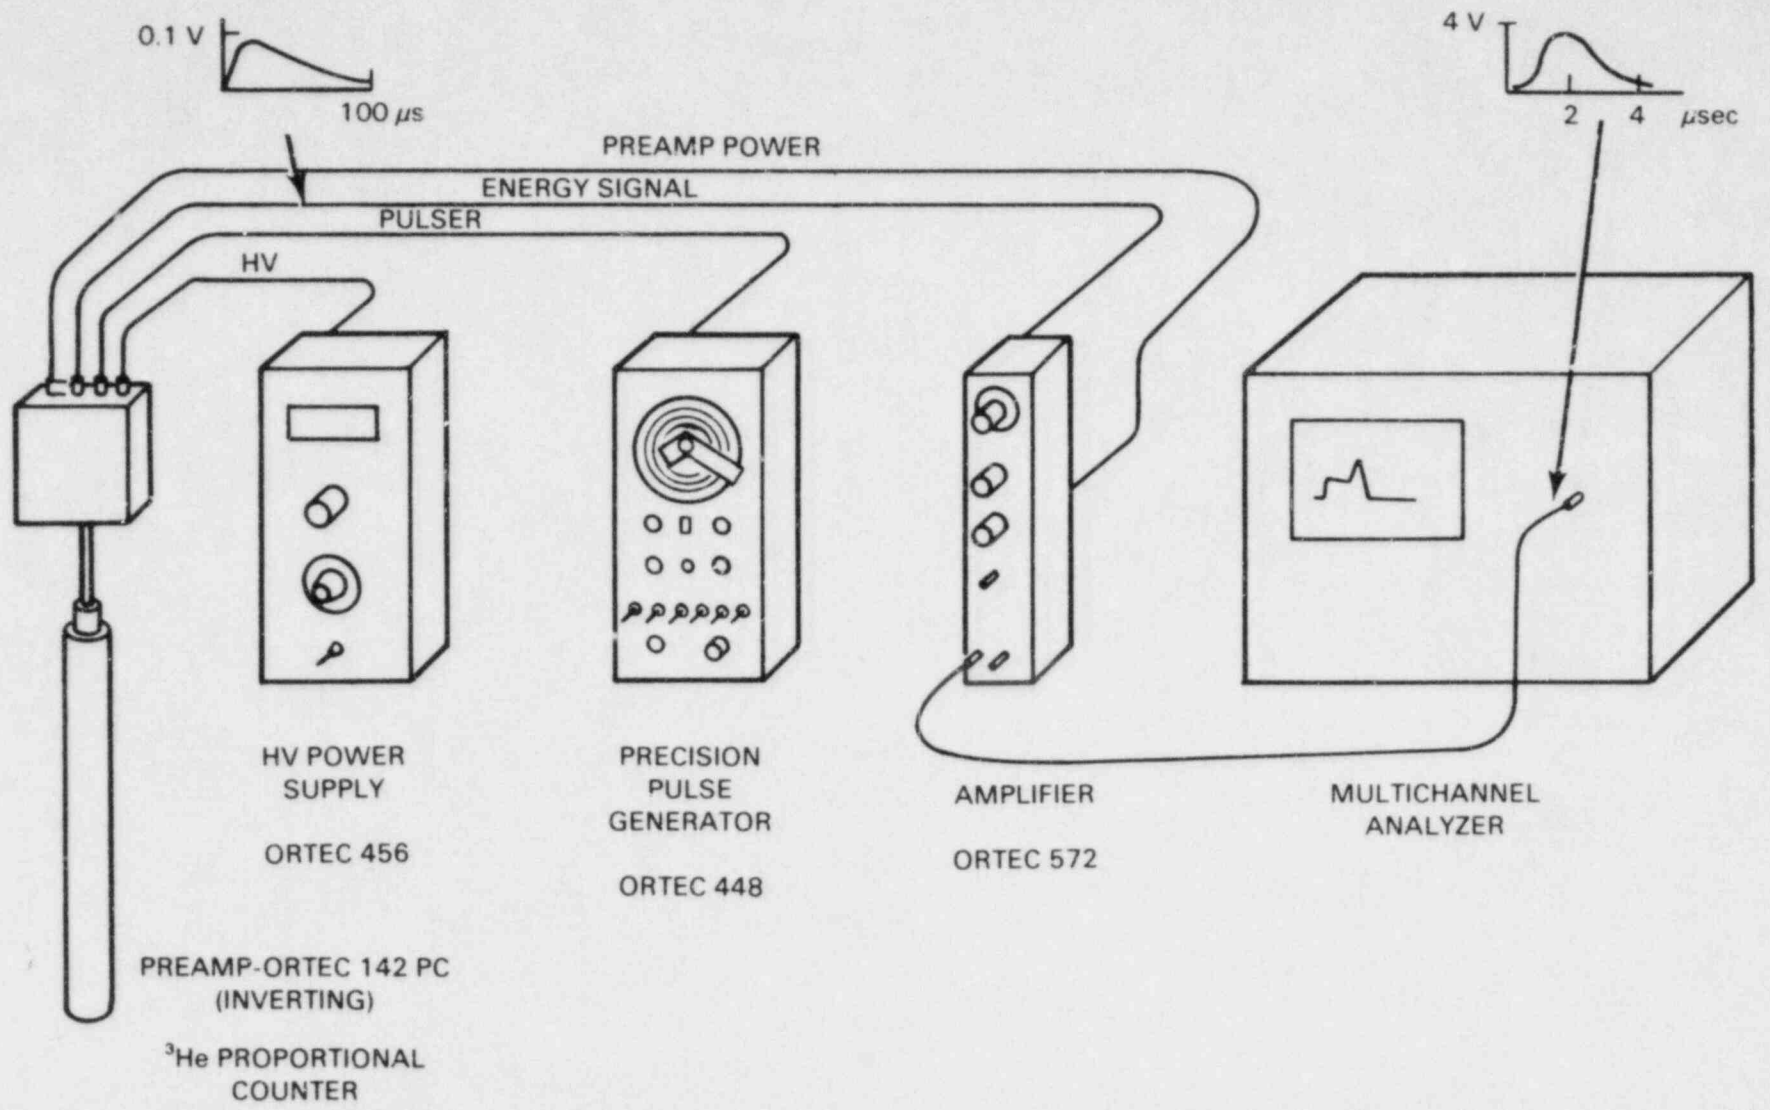 0.1 V
100 μs
4 V
2 4 μsec
PREAMP POWER
ENERGY SIGNAL
PULSER
HV
HV POWER
SUPPLY
ORTEC 456
PRECISION
PULSE
GENERATOR
ORTEC 448
AMPLIFIER
ORTEC 572
MULTICHANNEL
ANALYZER
PREAMP-ORTEC 142 PC
(INVERTING)
³He PROPORTIONAL
COUNTER